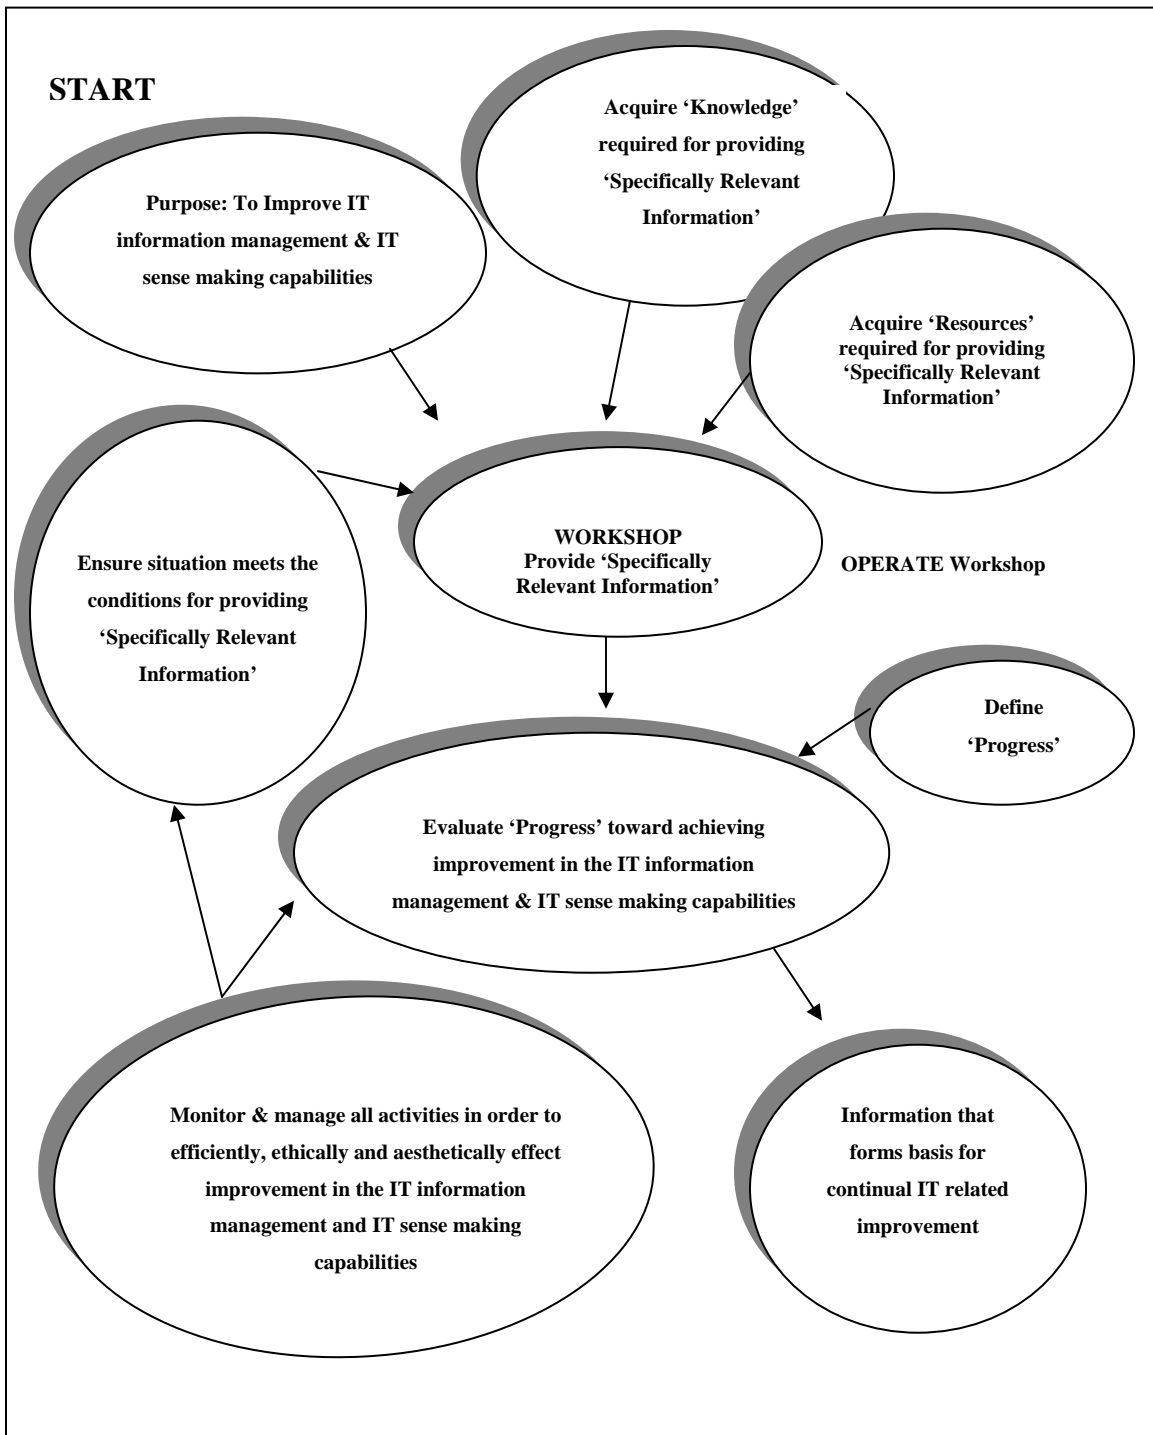 START
Purpose: To Improve IT
information management & IT
sense making capabilities
Acquire ‘Knowledge’
required for providing
‘Specifically Relevant
Information’
Acquire ‘Resources’
required for providing
‘Specifically Relevant
Information’
Ensure situation meets the
conditions for providing
‘Specifically Relevant
Information’
WORKSHOP
Provide ‘Specifically
Relevant Information’
OPERATE Workshop
Define
‘Progress’
Evaluate ‘Progress’ toward achieving
improvement in the IT information
management & IT sense making capabilities
Monitor & manage all activities in order to
efficiently, ethically and aesthetically effect
improvement in the IT information
management and IT sense making
capabilities
Information that
forms basis for
continual IT related
improvement